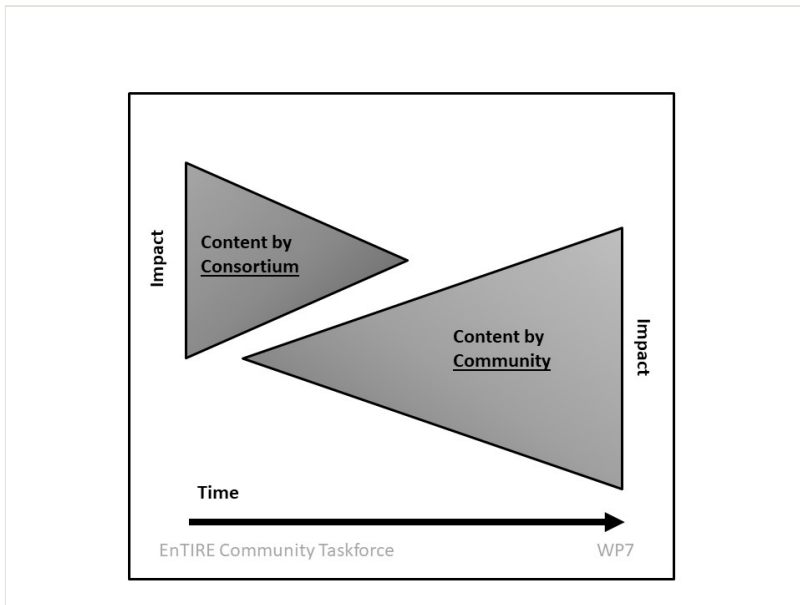 Impact
Content by
Consortium
Content by
Community
Impact
Time
EnTIRE Community Taskforce
WP7